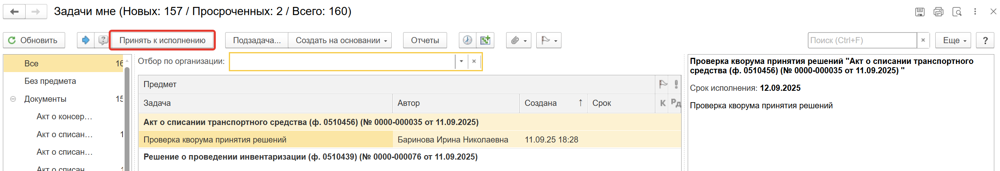 Задачи мне (Новых: 157 / Просроченных: 2 / Всего: 160)
Обновить
Принять к исполнению
Подзадача...
Создать на основании
Отчеты
Поиск (Ctrl+F)
×
Еще
?
Все 16
Без предмета
Документы 15
Акт о консер...
Акт о списан... 1
Акт о списан...
Акт о списан... 1
Отбор по организации:
×
Предмет
Задача Автор Создана ↑ Срок К Рд
Акт о списании транспортного средства (ф. 0510456) (№ 0000-000035 от 11.09.2025)
Проверка кворума принятия решений Баринова Ирина Николаевна 11.09.25 18:28
Решение о проведении инвентаризации (ф. 0510439) (№ 0000-000076 от 11.09.2025)
Проверка кворума принятия решений "Акт о списании транспортного
средства (ф. 0510456) (№ 0000-000035 от 11.09.2025) "
Срок исполнения: 12.09.2025
Проверка кворума принятия решений